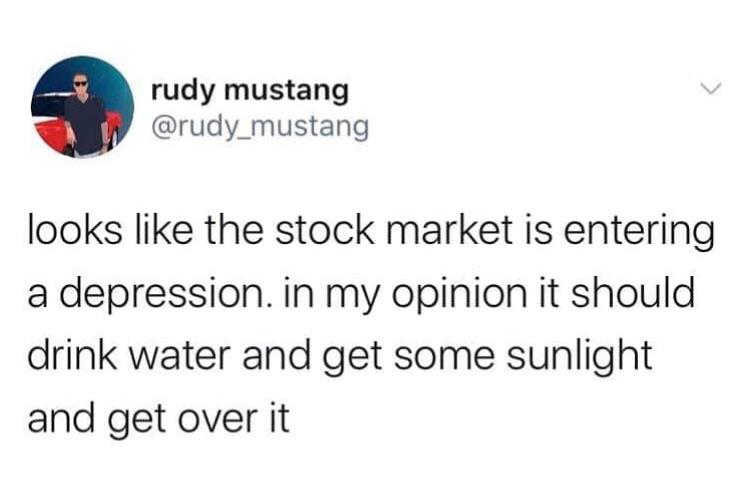 rudy mustang
@rudy_mustang
looks like the stock market is entering
a depression. in my opinion it should
drink water and get some sunlight
and get over it